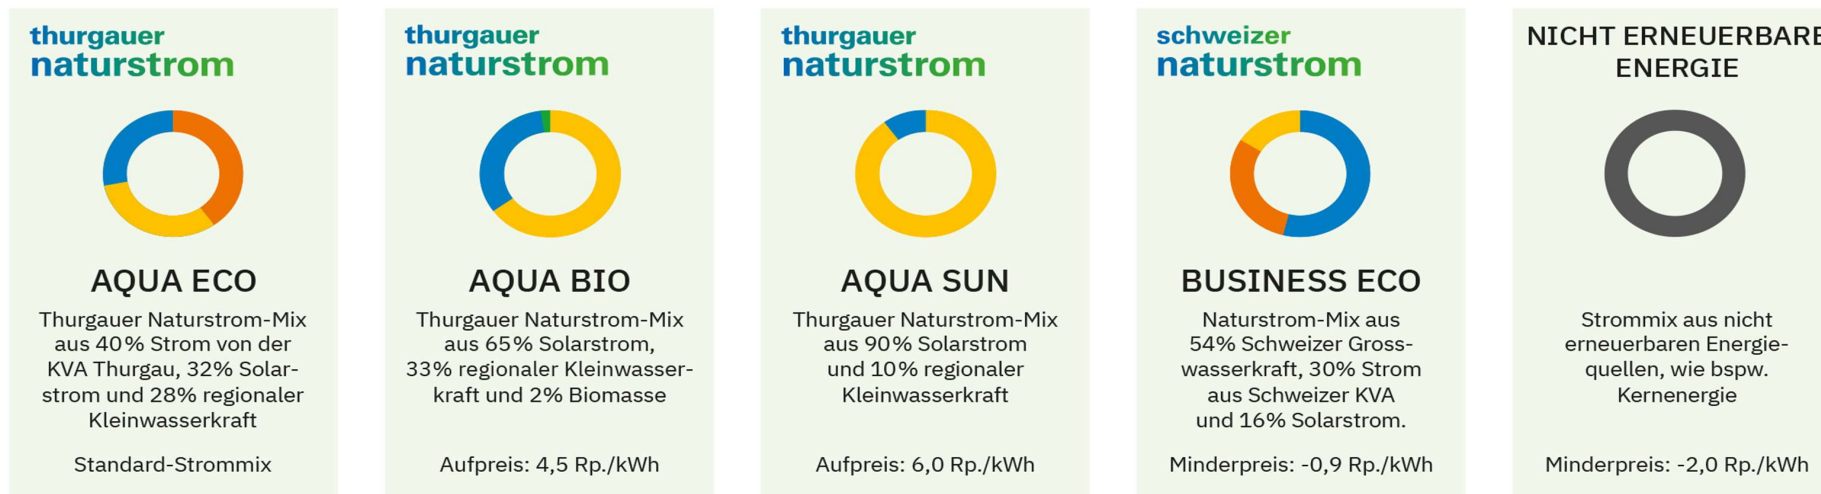 thurgauer
naturstrom
AQUA ECO
Thurgauer Naturstrom-Mix
aus 40% Strom von der
KVA Thurgau, 32% Solar-
strom und 28% regionaler
Kleinwasserkraft
Standard-Strommix
thurgauer
naturstrom
AQUA BIO
Thurgauer Naturstrom-Mix
aus 65% Solarstrom,
33% regionaler Kleinwasser-
kraft und 2% Biomasse
Aufpreis: 4,5 Rp./kWh
thurgauer
naturstrom
AQUA SUN
Thurgauer Naturstrom-Mix
aus 90% Solarstrom
und 10% regionaler
Kleinwasserkraft
Aufpreis: 6,0 Rp./kWh
schweizer
naturstrom
BUSINESS ECO
Naturstrom-Mix aus
54% Schweizer Gross-
wasserkraft, 30% Strom
aus Schweizer KVA
und 16% Solarstrom.
Minderpreis: -0,9 Rp./kWh
NICHT ERNEUERBARE
ENERGIE
Strommix aus nicht
erneuerbaren Energie-
quellen, wie bspw.
Kernenergie
Minderpreis: -2,0 Rp./kWh